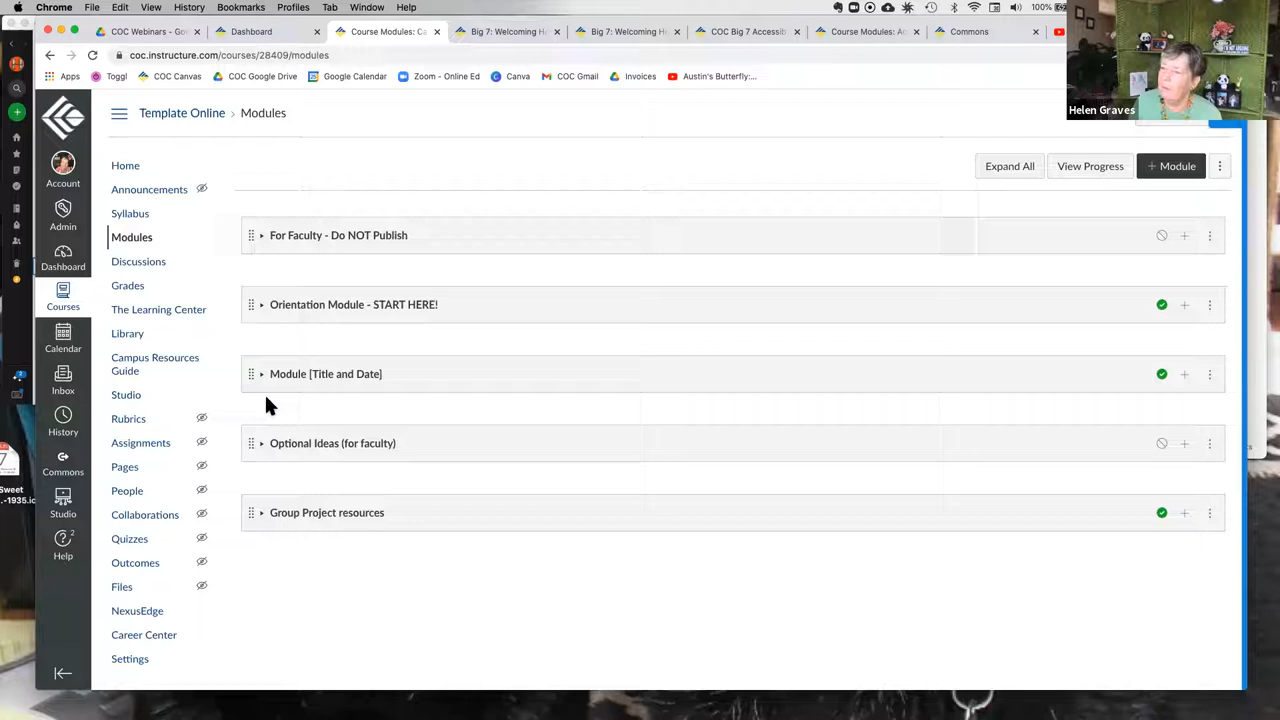 Chrome File Edit View History Bookmarks Profiles Tab Window Help 100%
COC Webinars - Go
Dashboard
Course Modules: Ca
Big 7: Welcoming H
Big 7: Welcoming H
COC Big 7 Accessib
Course Modules: A
Commons
coc.instructure.com/courses/28409/modules
Apps Toggl COC Canvas COC Google Drive Google Calendar Zoom - Online Ed Canva COC Gmail Invoices Austin's Butterfly:...
Helen Graves
Template Online › Modules
Account
Admin
Dashboard
Courses
Calendar
Inbox
History
Commons
Studio
2
Help
Home
Announcements
Syllabus
Modules
Discussions
Grades
The Learning Center
Library
Campus Resources
Guide
Studio
Rubrics
Assignments
Pages
People
Collaborations
Quizzes
Outcomes
Files
NexusEdge
Career Center
Settings
Expand All
View Progress
+ Module
For Faculty - Do NOT Publish
Orientation Module - START HERE!
Module [Title and Date]
Optional Ideas (for faculty)
Group Project resources
Sweet
-1935.ic